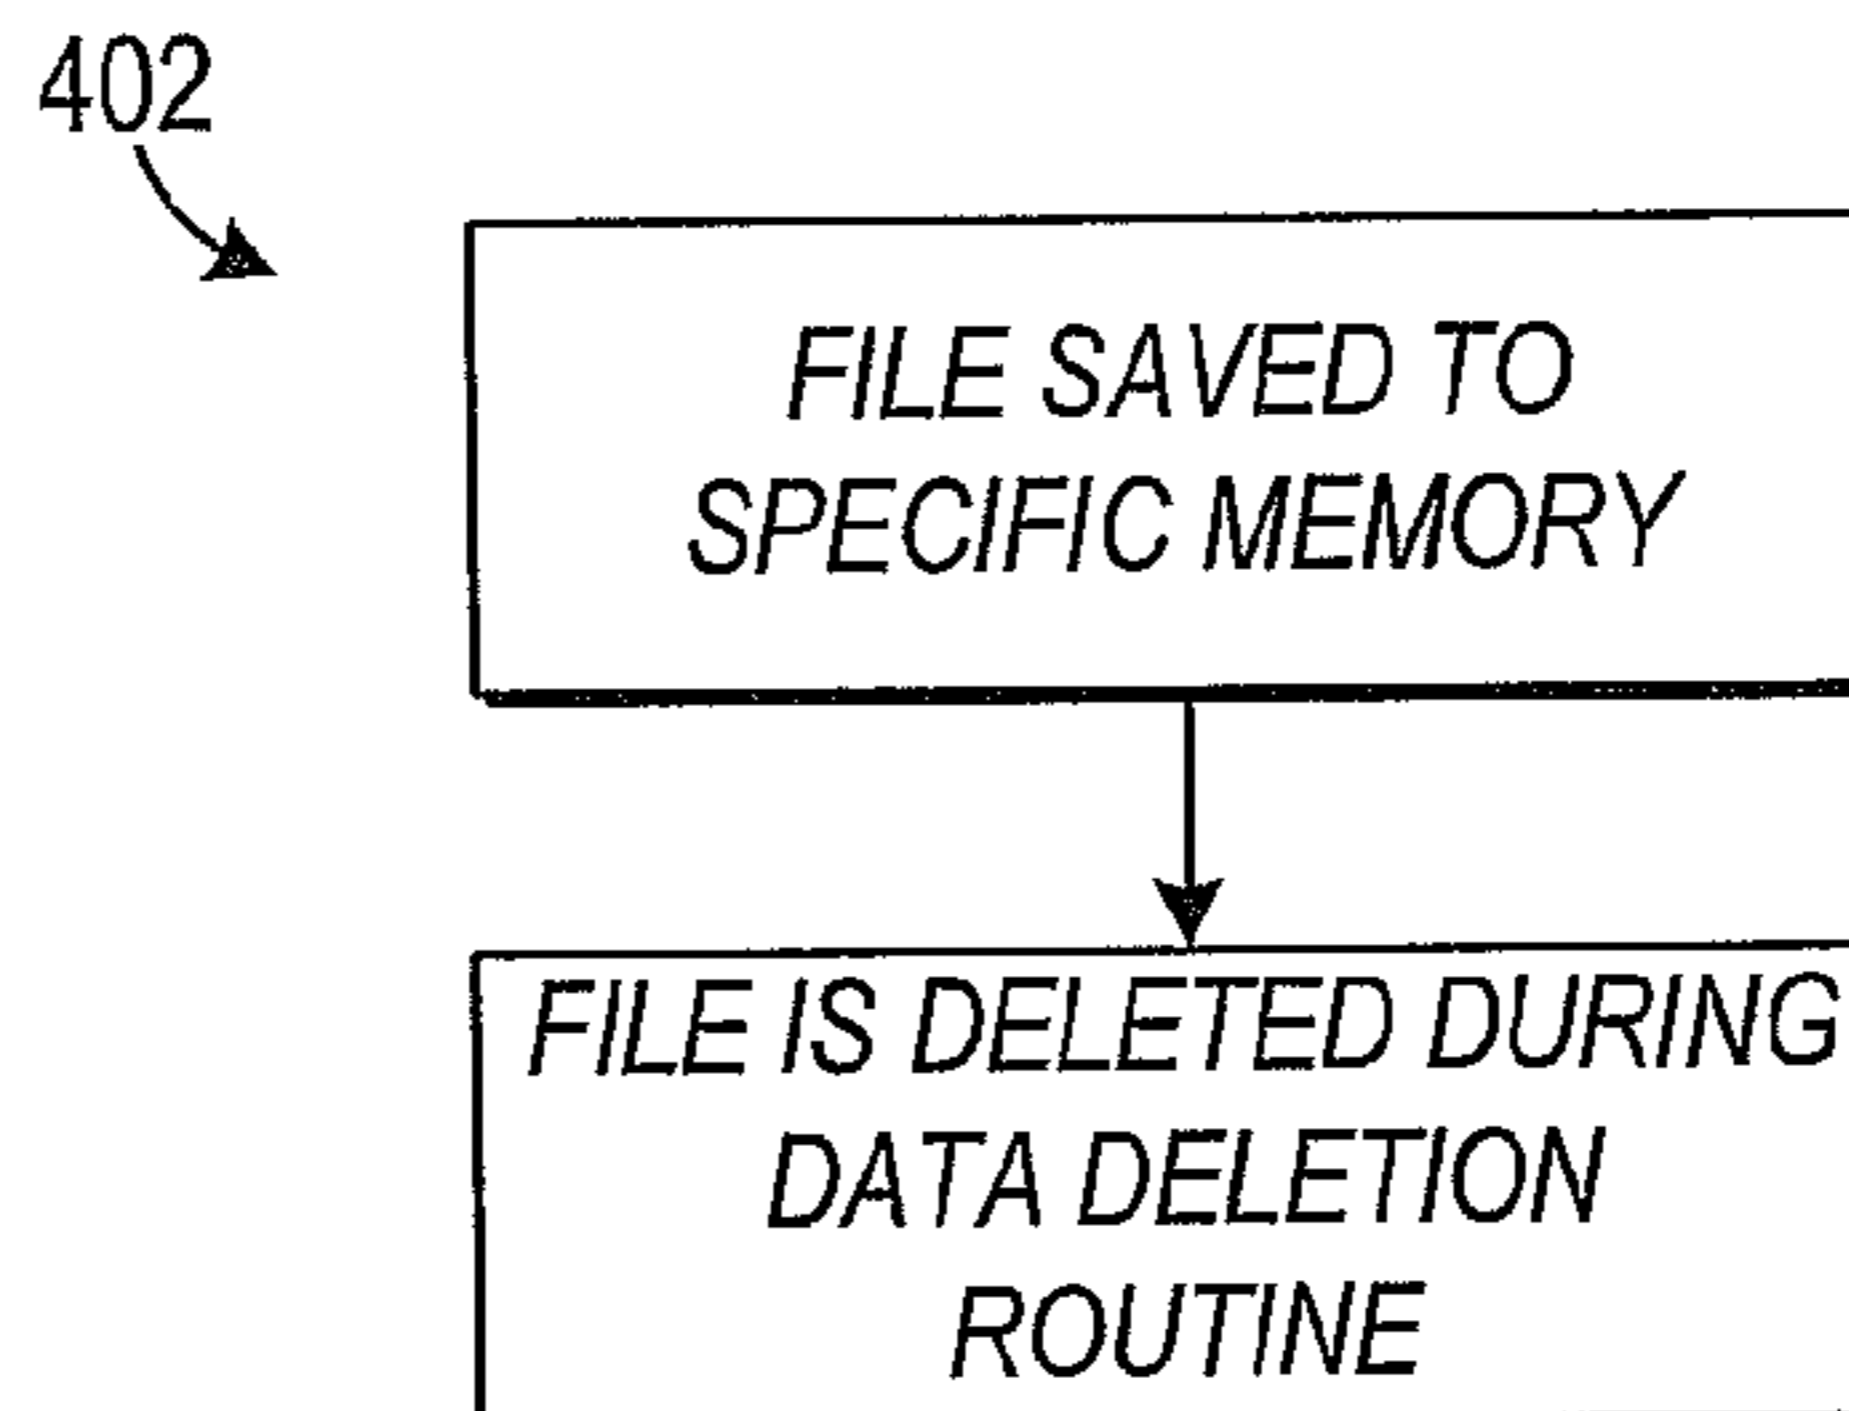 402
FILE SAVED TO
SPECIFIC MEMORY
FILE IS DELETED DURING
DATA DELETION
ROUTINE